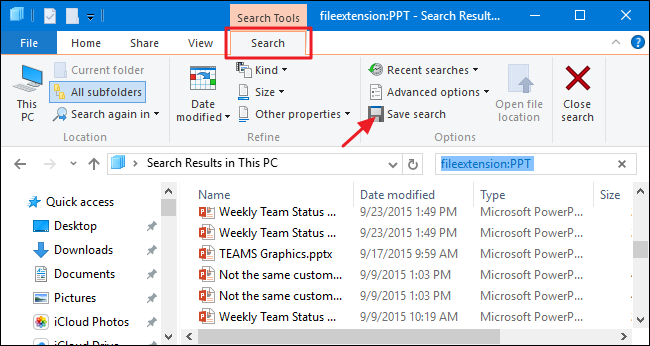 Search Tools fileextension:PPT - Search Result...
File Home Share View Search
Current folder
All subfolders
Search again in
This PC
Location
Date modified
Kind
Size
Other properties
Refine
Recent searches
Advanced options
Save search
Open file location
Options
Close search
Search Results in This PC
fileextension:PPT
Quick access
Desktop
Downloads
Documents
Pictures
iCloud Photos
iCloud Drive
Name Date modified Type Size
Weekly Team Status ... 9/23/2015 1:49 PM Microsoft PowerP...
Weekly Team Status ... 9/23/2015 1:49 PM Microsoft PowerP...
TEAMS Graphics.pptx 9/17/2015 9:59 AM Microsoft PowerP...
Not the same custom... 9/9/2015 1:03 PM Microsoft PowerP...
Not the same custom... 9/9/2015 1:03 PM Microsoft PowerP...
Weekly Team Status ... 9/9/2015 10:19 AM Microsoft PowerP...